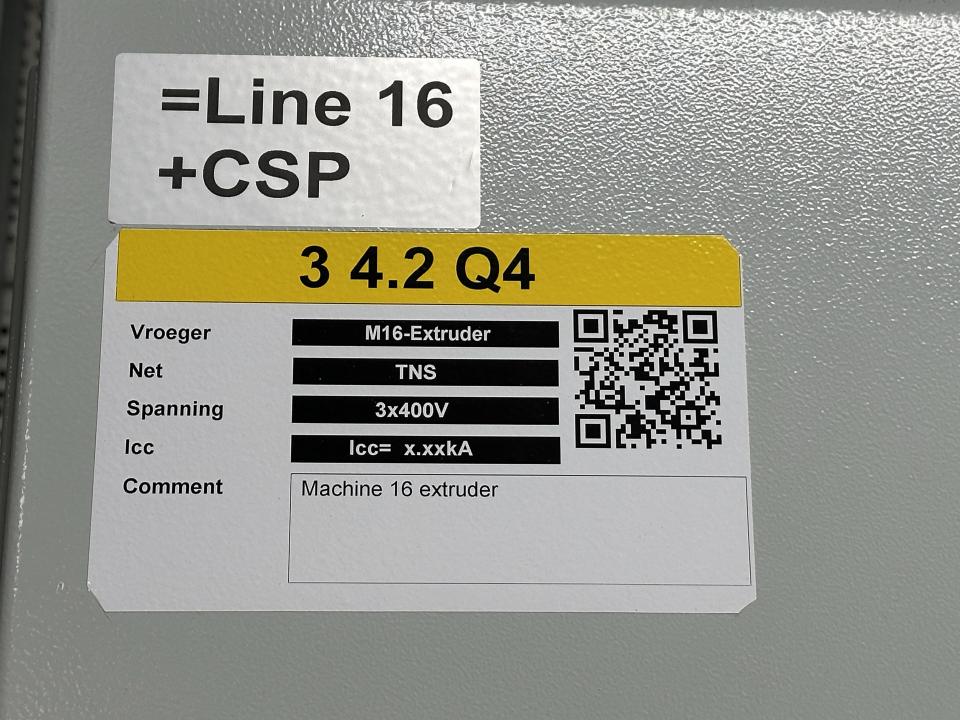 =Line 16
+CSP
3 4.2 Q4
Vroeger M16-Extruder
Net TNS
Spanning 3x400V
Icc Icc= x.xxkA
Comment Machine 16 extruder